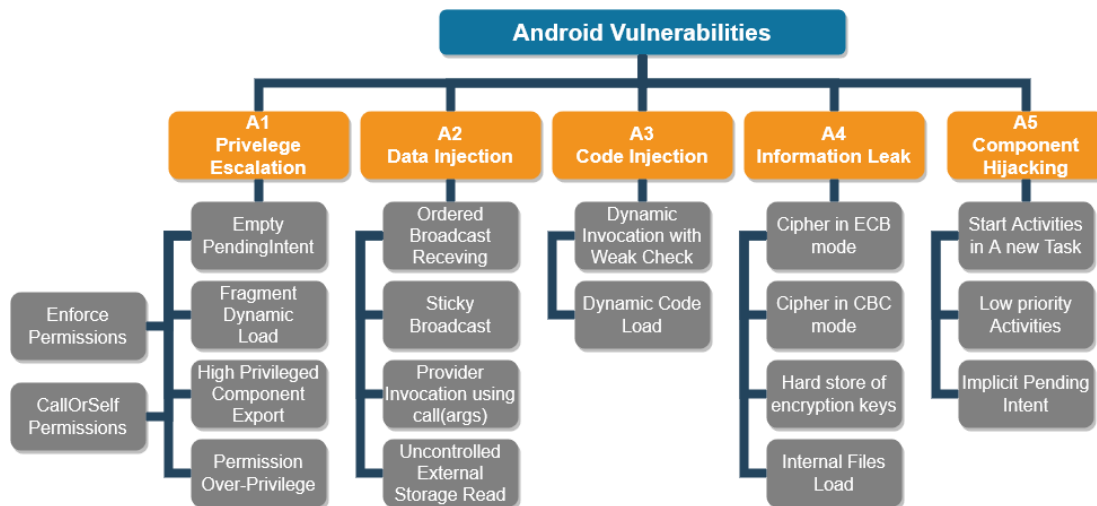 Android Vulnerabilities
A1
Privelege
Escalation
A2
Data Injection
A3
Code Injection
A4
Information Leak
A5
Component
Hijacking
Empty
PendingIntent
Fragment
Dynamic
Load
High Privileged
Component
Export
Permission
Over-Privilege
Enforce
Permissions
CallOrSelf
Permissions
Ordered
Broadcast
Receving
Sticky
Broadcast
Provider
Invocation using
call(args)
Uncontrolled
External
Storage Read
Dynamic
Invocation with
Weak Check
Dynamic Code
Load
Cipher in ECB
mode
Cipher in CBC
mode
Hard store of
encryption keys
Internal Files
Load
Start Activities
in A new Task
Low priority
Activities
Implicit Pending
Intent